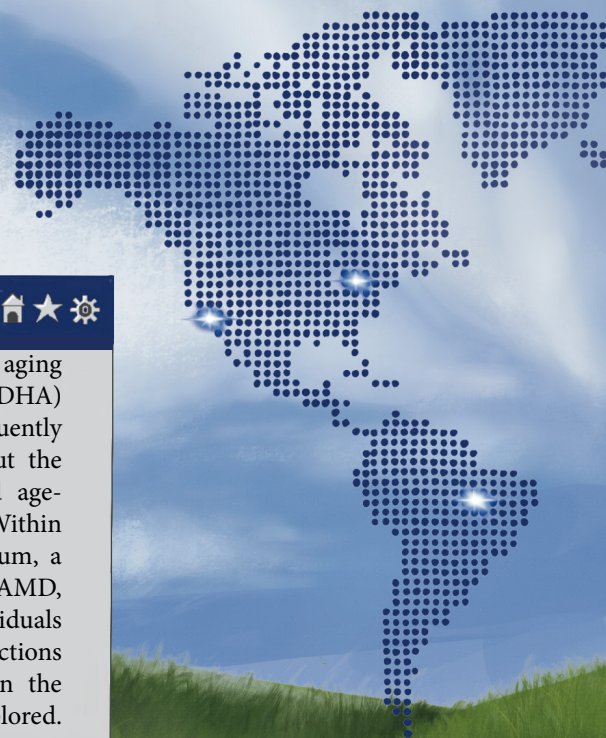 aging
DHA)
uently
ut the
age-
Within
um, a
AMD,
iduals
ctions
n the
lored.